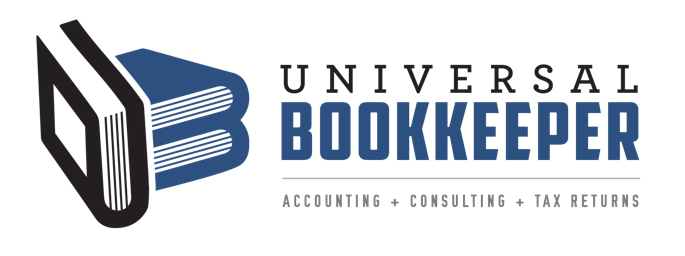 UNIVERSAL
BOOKKEEPER
ACCOUNTING + CONSULTING + TAX RETURNS